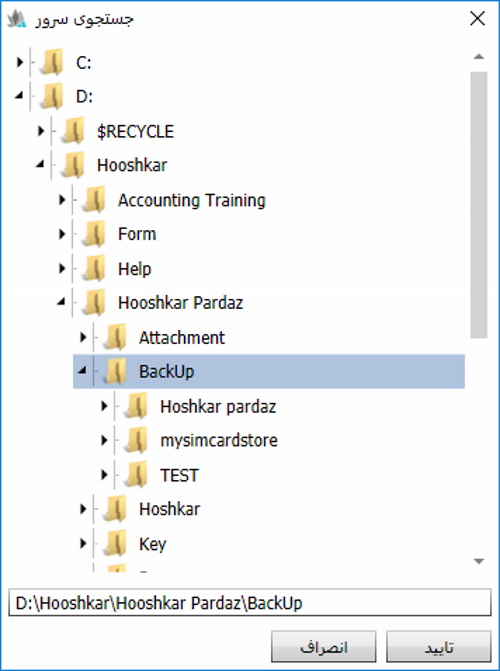 جستجوی سرور
C:
D:
$RECYCLE
Hooshkar
Accounting Training
Form
Help
Hooshkar Pardaz
Attachment
BackUp
Hoshkar pardaz
mysimcardstore
TEST
Hoshkar
Key
D:\Hooshkar\Hooshkar Pardaz\BackUp
تایید انصراف